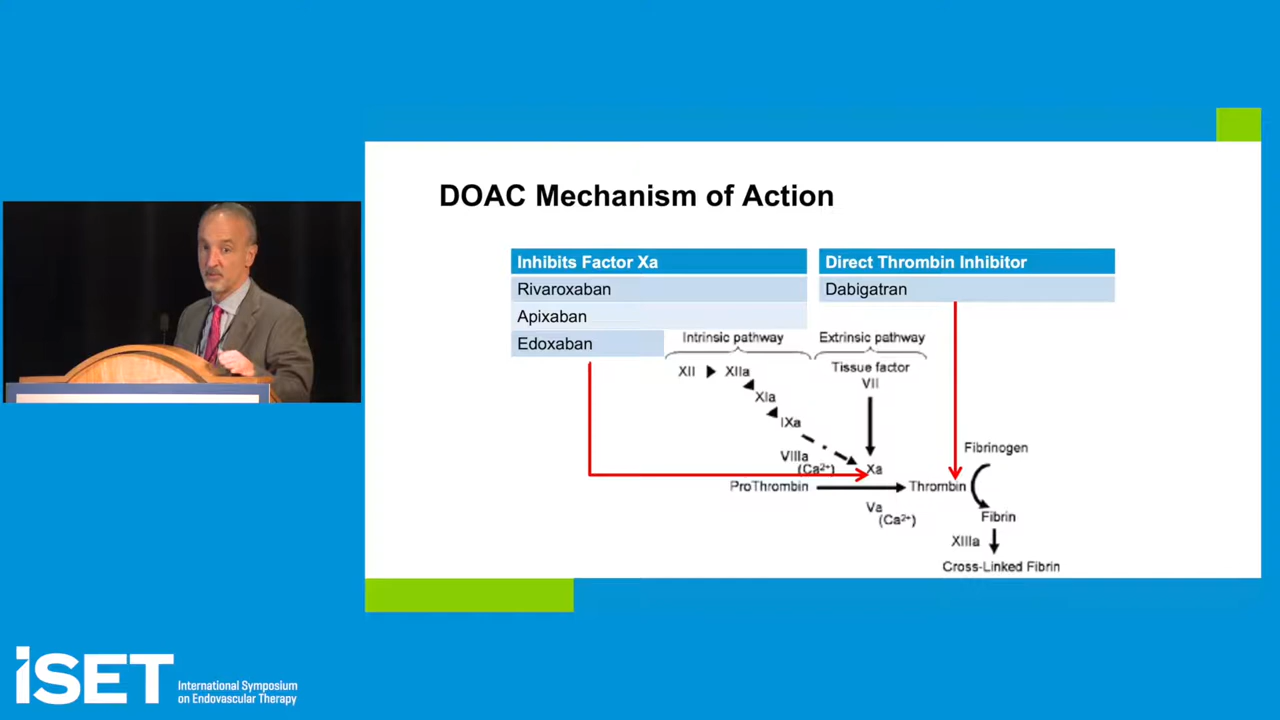 DOAC Mechanism of Action
Inhibits Factor Xa
Rivaroxaban
Apixaban
Edoxaban
Direct Thrombin Inhibitor
Dabigatran
Intrinsic pathway
Extrinsic pathway
XII
XIIa
XIa
IXa
VIIIa
(Ca²⁺)
Tissue factor
VII
Xa
ProThrombin
Thrombin
Va
(Ca²⁺)
Fibrinogen
Fibrin
XIIIa
Cross-Linked Fibrin
iSET
International Symposium
on Endovascular Therapy